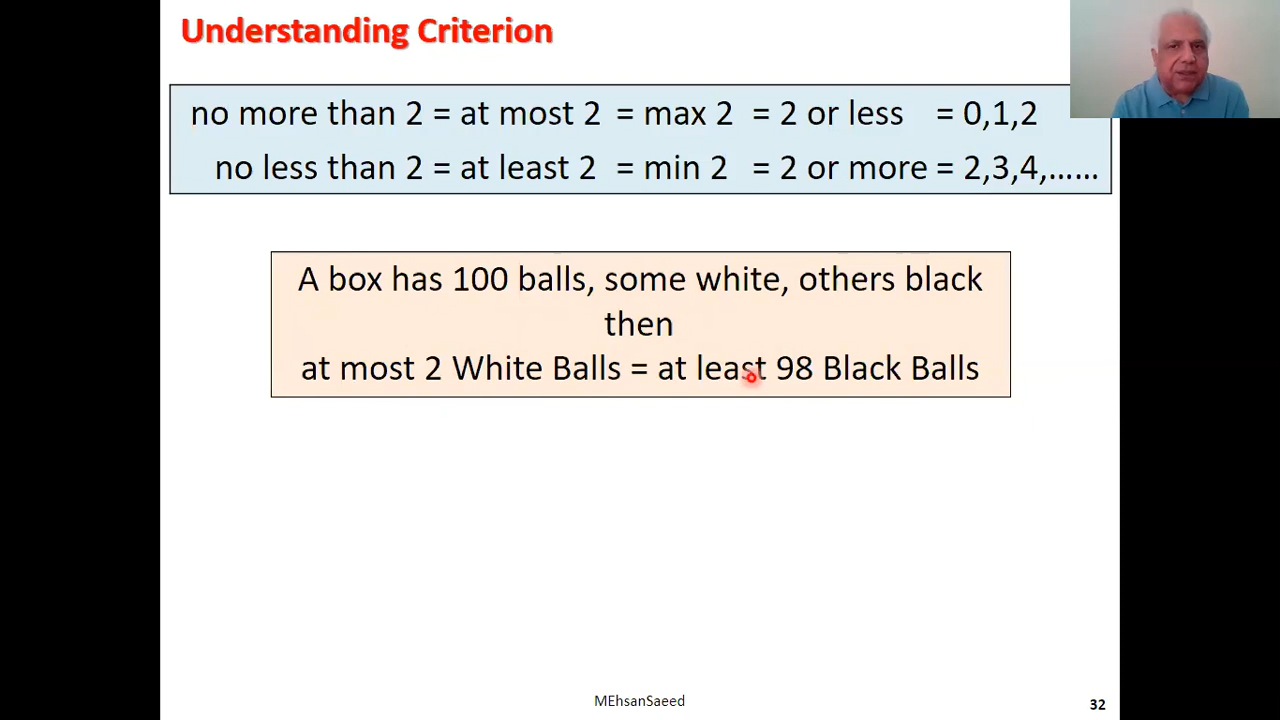 Understanding Criterion
no more than 2 = at most 2 = max 2 = 2 or less = 0,1,2
no less than 2 = at least 2 = min 2 = 2 or more = 2,3,4,......
A box has 100 balls, some white, others black
then
at most 2 White Balls = at least 98 Black Balls
MEhsanSaeed
32